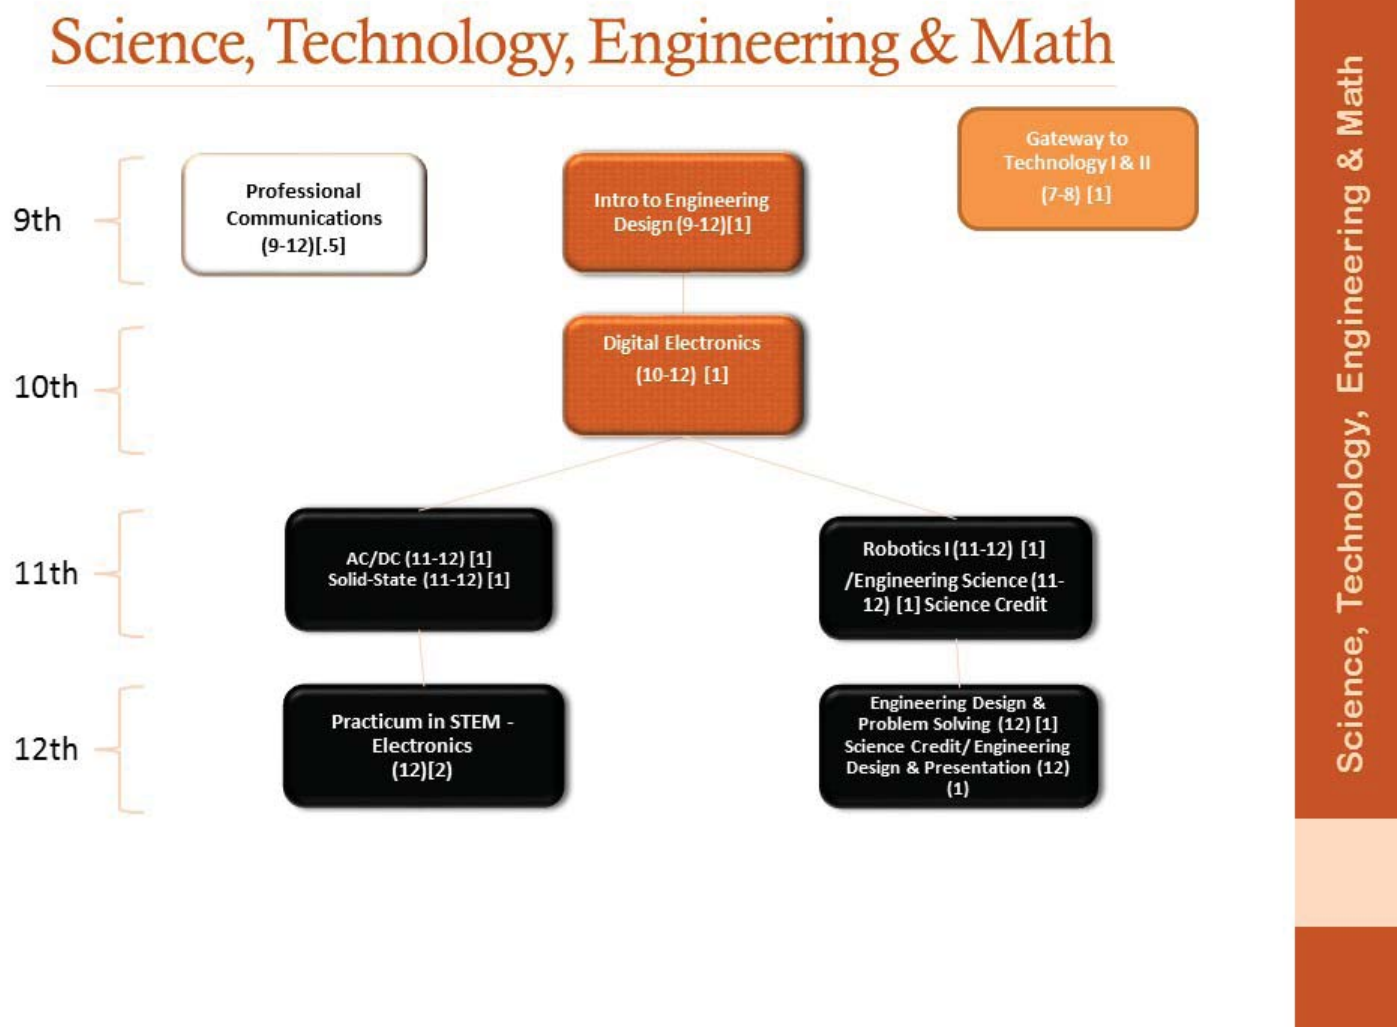 Science, Technology, Engineering & Math
Gateway to
Technology I & II
(7-8) [1]
9th
Professional
Communications
(9-12)[.5]
Intro to Engineering
Design (9-12)[1]
10th
Digital Electronics
(10-12) [1]
11th
AC/DC (11-12) [1]
Solid-State (11-12) [1]
Robotics I (11-12) [1]
/Engineering Science (11-
12) [1] Science Credit
12th
Practicum in STEM -
Electronics
(12)[2)
Engineering Design &
Problem Solving (12) [1]
Science Credit/ Engineering
Design & Presentation (12)
(1)
Science, Technology, Engineering & Math